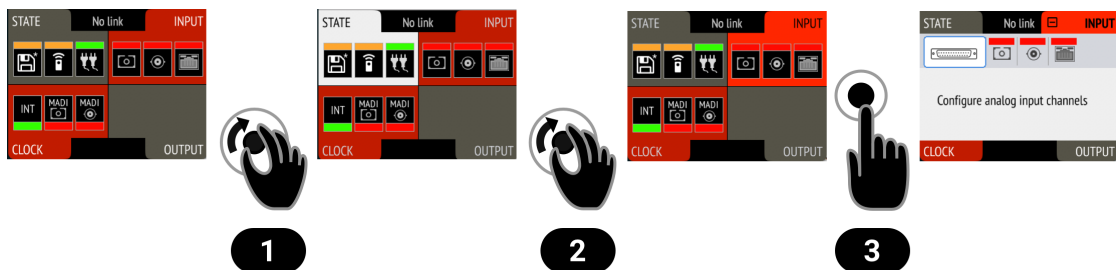 STATE No link INPUT
INT MADI MADI
CLOCK OUTPUT
STATE No link INPUT
INT MADI MADI
CLOCK OUTPUT
STATE No link INPUT
INT MADI MADI
CLOCK OUTPUT
STATE No link INPUT
Configure analog input channels
CLOCK OUTPUT
1
2
3